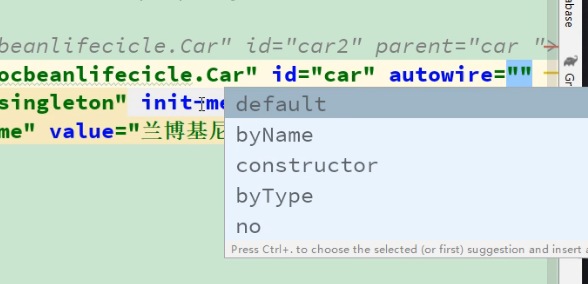 beanlifecicle.Car" id="car2" parent="car ">
ocbeanlifecicle.Car" id="car" autowire=""
singleton" init-me
me" value="兰博基尼
default
byName
constructor
byType
no
Press Ctrl+. to choose the selected (or first) suggestion and insert a
abase
Gr